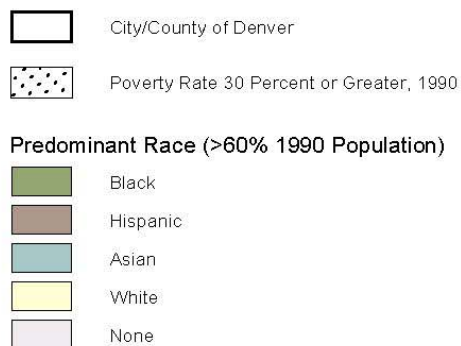 City/County of Denver
Poverty Rate 30 Percent or Greater, 1990
Predominant Race (>60% 1990 Population)
Black
Hispanic
Asian
White
None